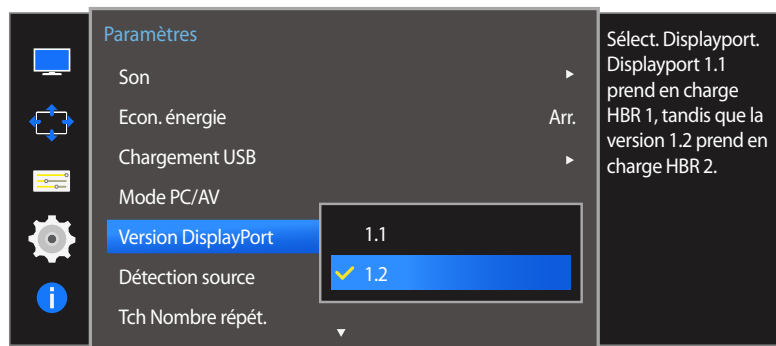 Paramètres
Son
Econ. énergie Arr.
Chargement USB
Mode PC/AV
Version DisplayPort
1.1
1.2
Détection source
Tch Nombre répét.
Sélect. Displayport.
Displayport 1.1
prend en charge
HBR 1, tandis que la
version 1.2 prend en
charge HBR 2.